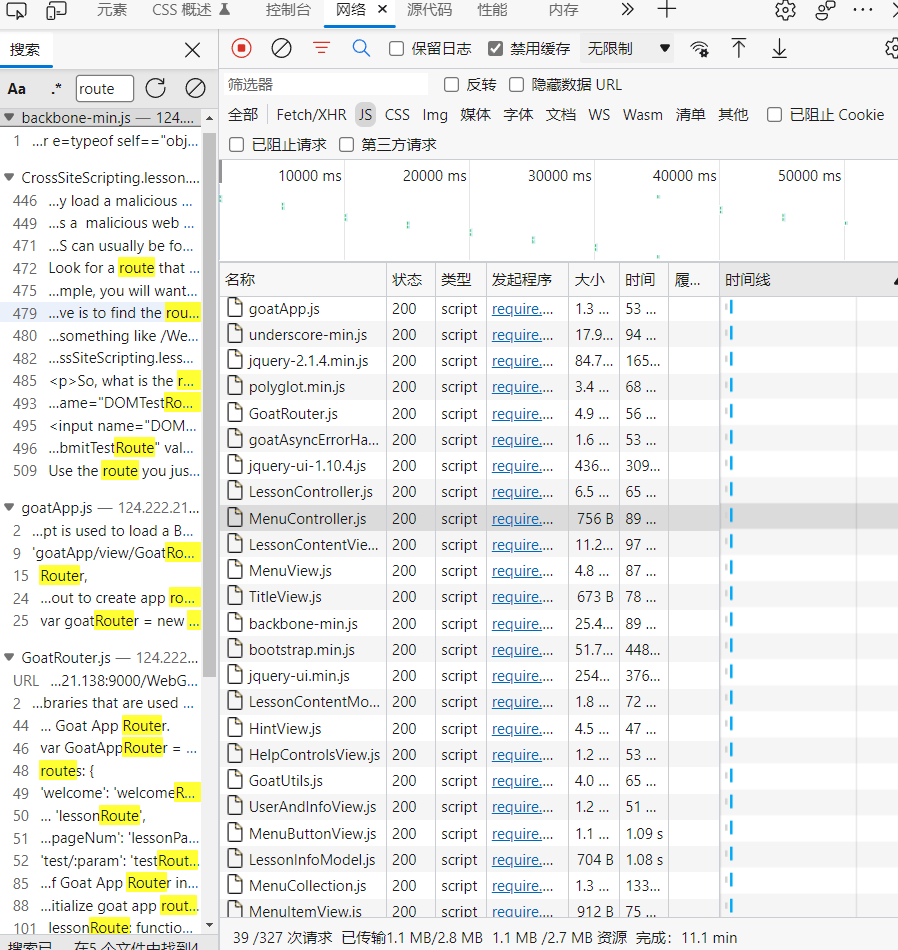 元素 CSS 概述 控制台 网络 源代码 性能 内存
搜索
保留日志 禁用缓存 无限制
Aa .* route
筛选器 反转 隐藏数据 URL
全部 Fetch/XHR JS CSS Img 媒体 字体 文档 WS Wasm 清单 其他 已阻止 Cookie
已阻止请求 第三方请求
10000 ms 20000 ms 30000 ms 40000 ms 50000 ms
backbone-min.js — 124....
1 ...r e=typeof self=="obj...
CrossSiteScripting.lesson....
446 ...y load a malicious ...
449 ...s a malicious web ...
471 ...S can usually be fo...
472 Look for a route that ...
475 ...mple, you will want...
479 ...ve is to find the rou...
480 ...something like /We...
482 ...ssSiteScripting.less...
485 <p>So, what is the r...
493 ...ame="DOMTestRo...
495 <input name="DOM...
496 ...bmitTestRoute" val...
509 Use the route you jus...
goatApp.js — 124.222.21...
2 ...pt is used to load a B...
9 'goatApp/view/GoatRo...
15 Router,
24 ...out to create app ro...
25 var goatRouter = new ...
GoatRouter.js — 124.222...
URL ...21.138:9000/WebG...
2 ...braries that are used ...
44 ... Goat App Router.
46 var GoatAppRouter = ...
48 routes: {
49 'welcome': 'welcomeR...
50 ... 'lessonRoute',
51 ...pageNum': 'lessonPa...
52 'test/:param': 'testRout...
85 ...f Goat App Router in...
88 ...itialize goat app rout...
101 lessonRoute: functio...
搜索已... 在5 个文件中找到4
名称 状态 类型 发起程序 大小 时间 履... 时间线
goatApp.js 200 script require.... 1.3 ... 53 ...
underscore-min.js 200 script require.... 17.9... 94 ...
jquery-2.1.4.min.js 200 script require.... 84.7... 165...
polyglot.min.js 200 script require.... 3.4 ... 68 ...
GoatRouter.js 200 script require.... 4.9 ... 56 ...
goatAsyncErrorHa... 200 script require.... 1.6 ... 53 ...
jquery-ui-1.10.4.js 200 script require.... 436... 309...
LessonController.js 200 script require.... 6.5 ... 65 ...
MenuController.js 200 script require.... 756 B 89 ...
LessonContentVie... 200 script require.... 11.2... 97 ...
MenuView.js 200 script require.... 4.8 ... 87 ...
TitleView.js 200 script require.... 673 B 78 ...
backbone-min.js 200 script require.... 25.4... 89 ...
bootstrap.min.js 200 script require.... 51.7... 448...
jquery-ui.min.js 200 script require.... 254... 376...
LessonContentMo... 200 script require.... 1.8 ... 72 ...
HintView.js 200 script require.... 4.5 ... 47 ...
HelpControlsView.js 200 script require.... 1.2 ... 53 ...
GoatUtils.js 200 script require.... 4.0 ... 65 ...
UserAndInfoView.js 200 script require.... 1.2 ... 51 ...
MenuButtonView.js 200 script require.... 1.1 ... 1.09 s
LessonInfoModel.js 200 script require.... 704 B 1.08 s
MenuCollection.js 200 script require.... 1.3 ... 133...
MenuItemView.js 200 script require.... 912 B 75 ...
39 /327 次请求 已传输1.1 MB/2.8 MB 1.1 MB /2.7 MB 资源 完成：11.1 min